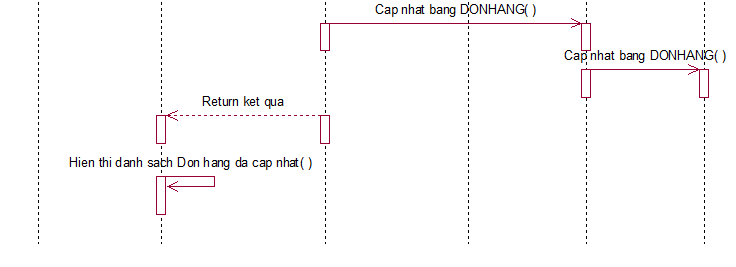 Cap nhat bang DONHANG( )
Cap nhat bang DONHANG( )
Return ket qua
Hien thi danh sach Don hang da cap nhat( )